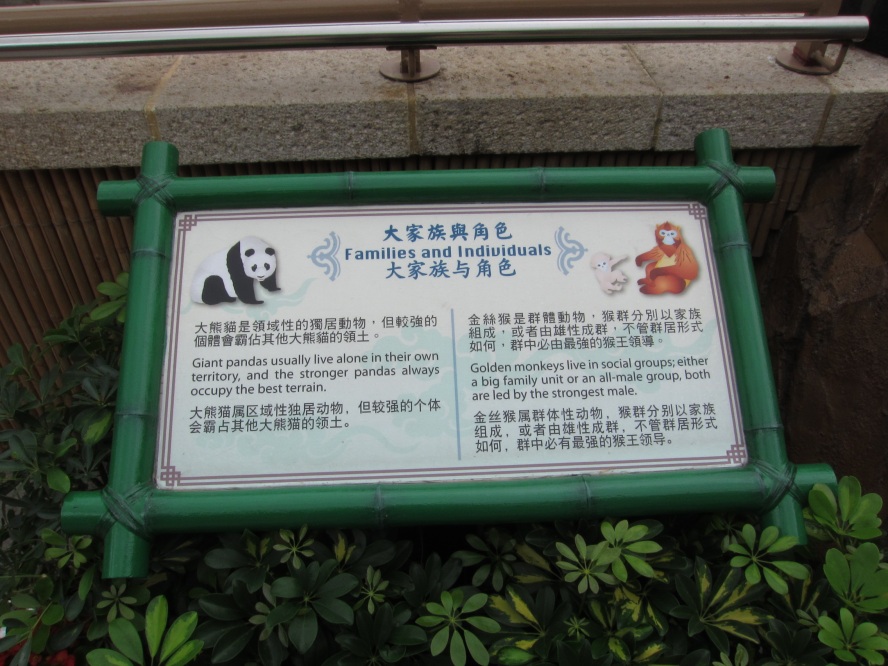 大家族與角色
Families and Individuals
大家族与角色
大熊貓是領域性的獨居動物，但較強的
個體會霸佔其他大熊貓的領土。
Giant pandas usually live alone in their own
territory, and the stronger pandas always
occupy the best terrain.
大熊猫属区域性独居动物，但较强的个体
会霸占其他大熊猫的领土。
金絲猴是群體動物，猴群分別以家族
組成，或者由雄性成群，不管群居形式
如何，群中必由最強的猴王領導。
Golden monkeys live in social groups; either
a big family unit or an all-male group, both
are led by the strongest male.
金丝猴属群体性动物，猴群分别以家族
组成，或者由雄性成群，不管群居形式
如何，群中必有最强的猴王领导。